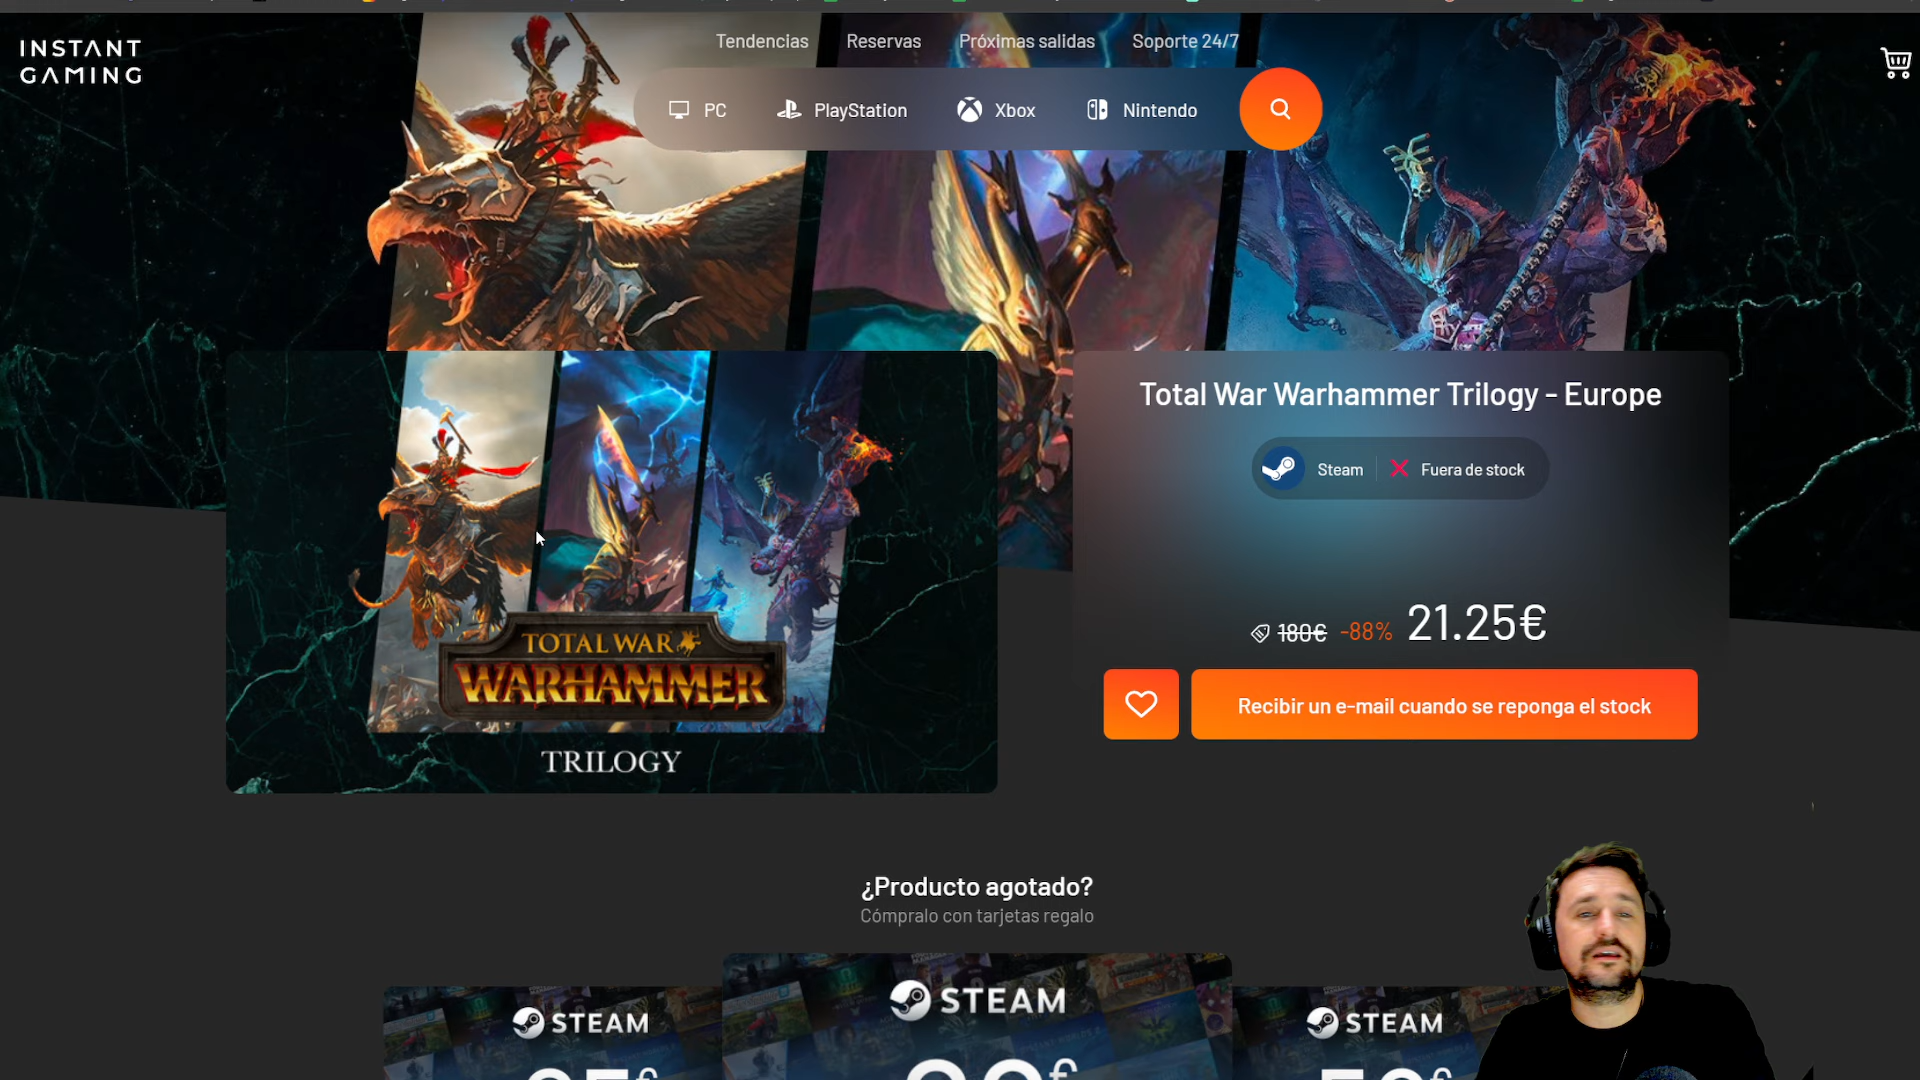 INSTANT
GAMING
Tendencias Reservas Próximas salidas Soporte 24/7
PC PlayStation Xbox Nintendo
Total War Warhammer Trilogy - Europe
Steam Fuera de stock
180€ -88% 21.25€
Recibir un e-mail cuando se reponga el stock
TOTAL WAR
WARHAMMER
TRILOGY
¿Producto agotado?
Cómpralo con tarjetas regalo
STEAM
STEAM
STEAM